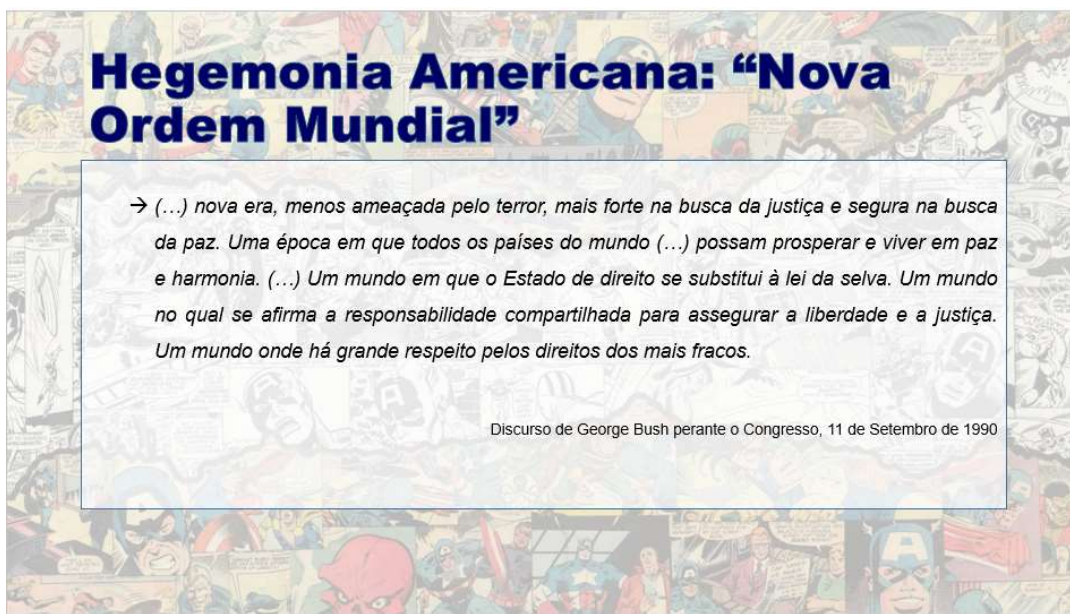 Hegemonia Americana: “Nova
Ordem Mundial”
→ (…) nova era, menos ameaçada pelo terror, mais forte na busca da justiça e segura na busca
da paz. Uma época em que todos os países do mundo (…) possam prosperar e viver em paz
e harmonia. (…) Um mundo em que o Estado de direito se substitui à lei da selva. Um mundo
no qual se afirma a responsabilidade compartilhada para assegurar a liberdade e a justiça.
Um mundo onde há grande respeito pelos direitos dos mais fracos.
Discurso de George Bush perante o Congresso, 11 de Setembro de 1990